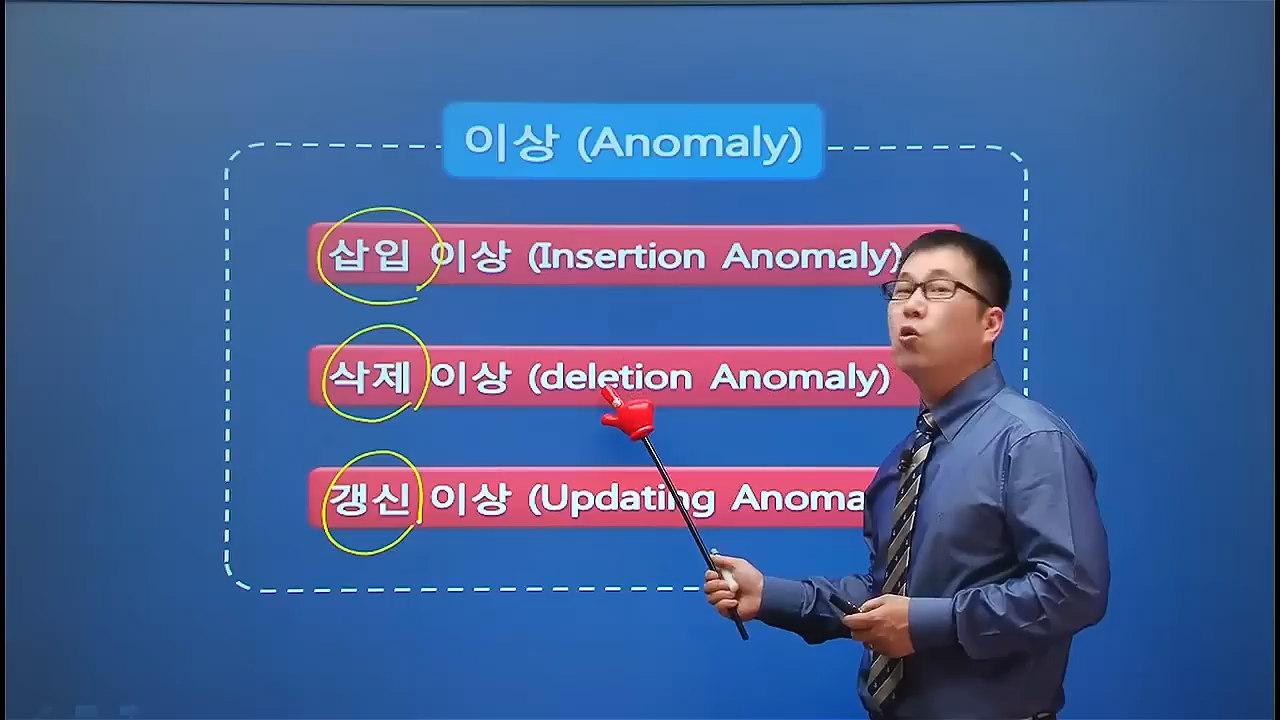 이상 (Anomaly)
삽입 이상 (Insertion Anomaly)
삭제 이상 (deletion Anomaly)
갱신 이상 (Updating